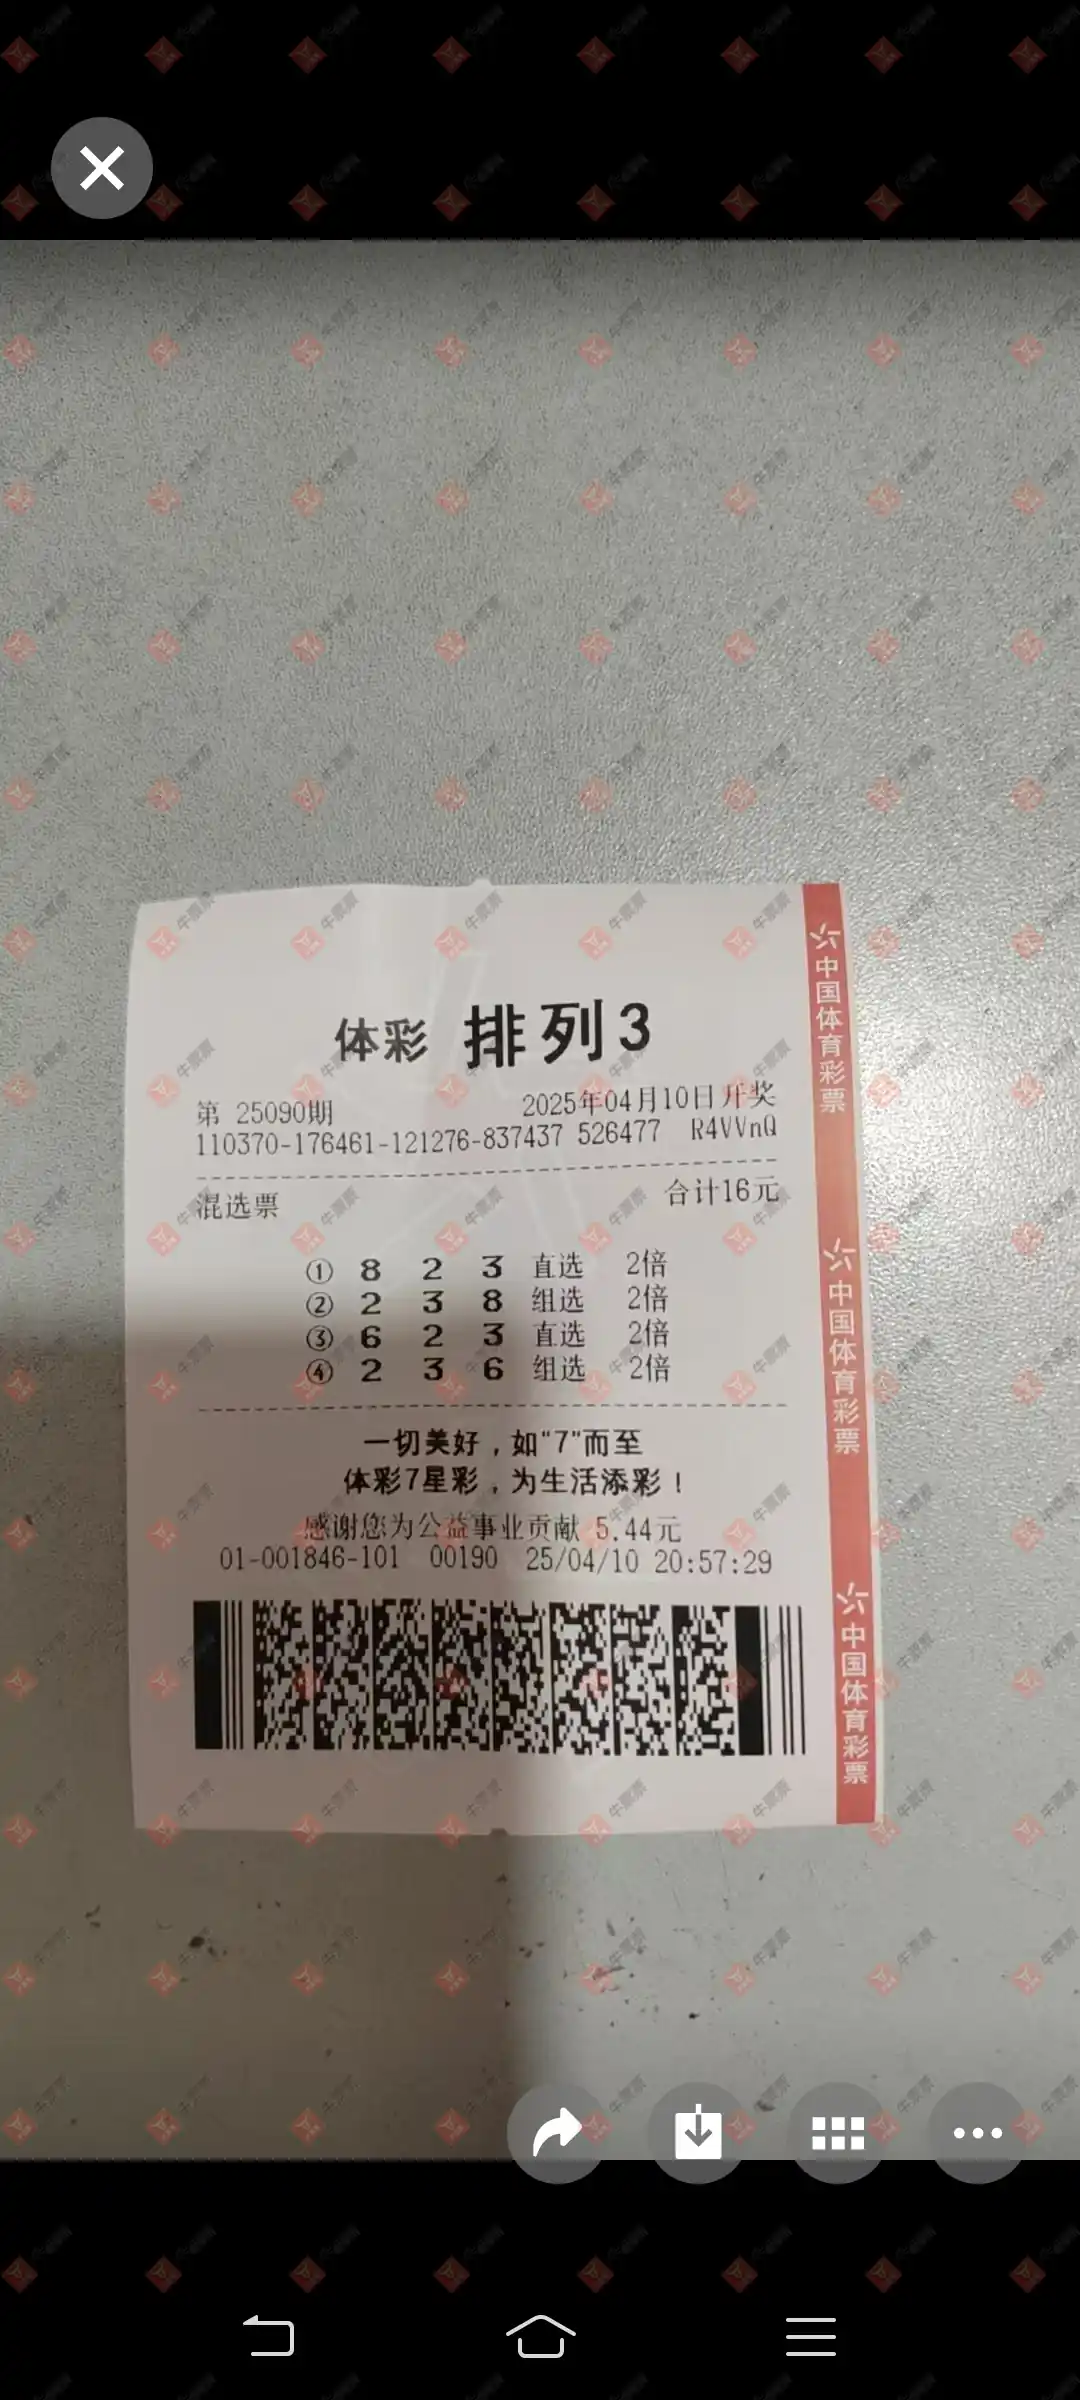 体彩 排列3
第 25090期 2025年04月10日开奖
110370-176461-121276-837437 526477 R4VVnQ
混选票 合计16元
① 8 2 3 直选 2倍
② 2 3 8 组选 2倍
③ 6 2 3 直选 2倍
④ 2 3 6 组选 2倍
一切美好，如"7"而至
体彩7星彩，为生活添彩！
感谢您为公益事业贡献 5.44元
01-001846-101 00190 25/04/10 20:57:29
中国体育彩票
中国体育彩票
中国体育彩票
牛票票